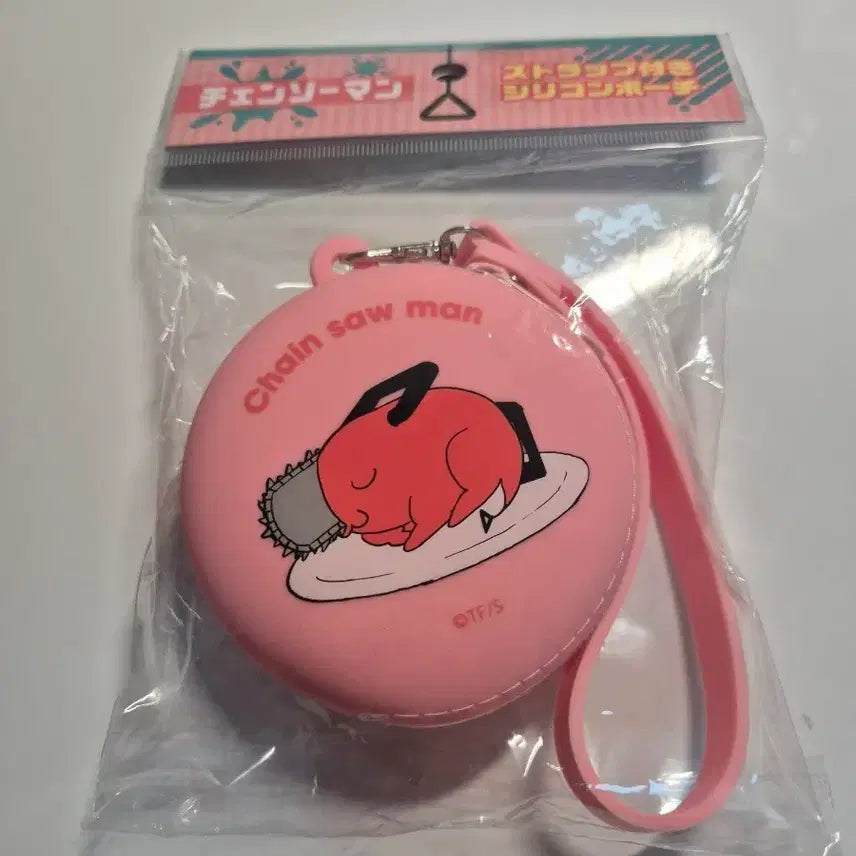 チェンソーマン
ストラップ付き
シリコンポーチ
Chain saw man
©TF/S